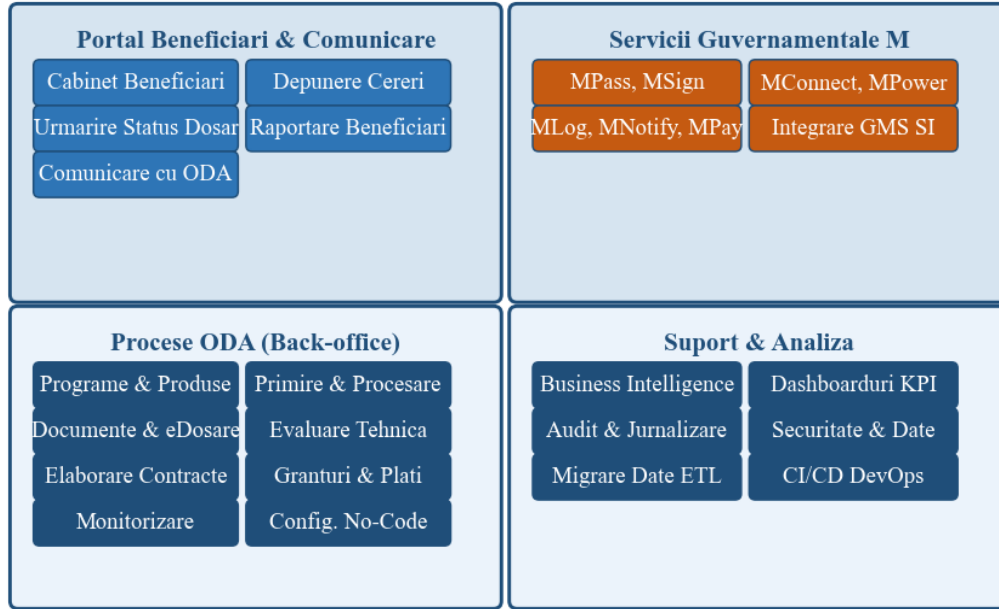 Portal Beneficiari & Comunicare
Cabinet Beneficiari
Depunere Cereri
Urmarire Status Dosar
Raportare Beneficiari
Comunicare cu ODA
Servicii Guvernamentale M
MPass, MSign
MConnect, MPower
MLog, MNotify, MPay
Integrare GMS SI
Procese ODA (Back-office)
Programe & Produse
Primire & Procesare
Documente & eDosare
Evaluare Tehnica
Elaborare Contracte
Granturi & Plati
Monitorizare
Config. No-Code
Suport & Analiza
Business Intelligence
Dashboarduri KPI
Audit & Jurnalizare
Securitate & Date
Migrare Date ETL
CI/CD DevOps